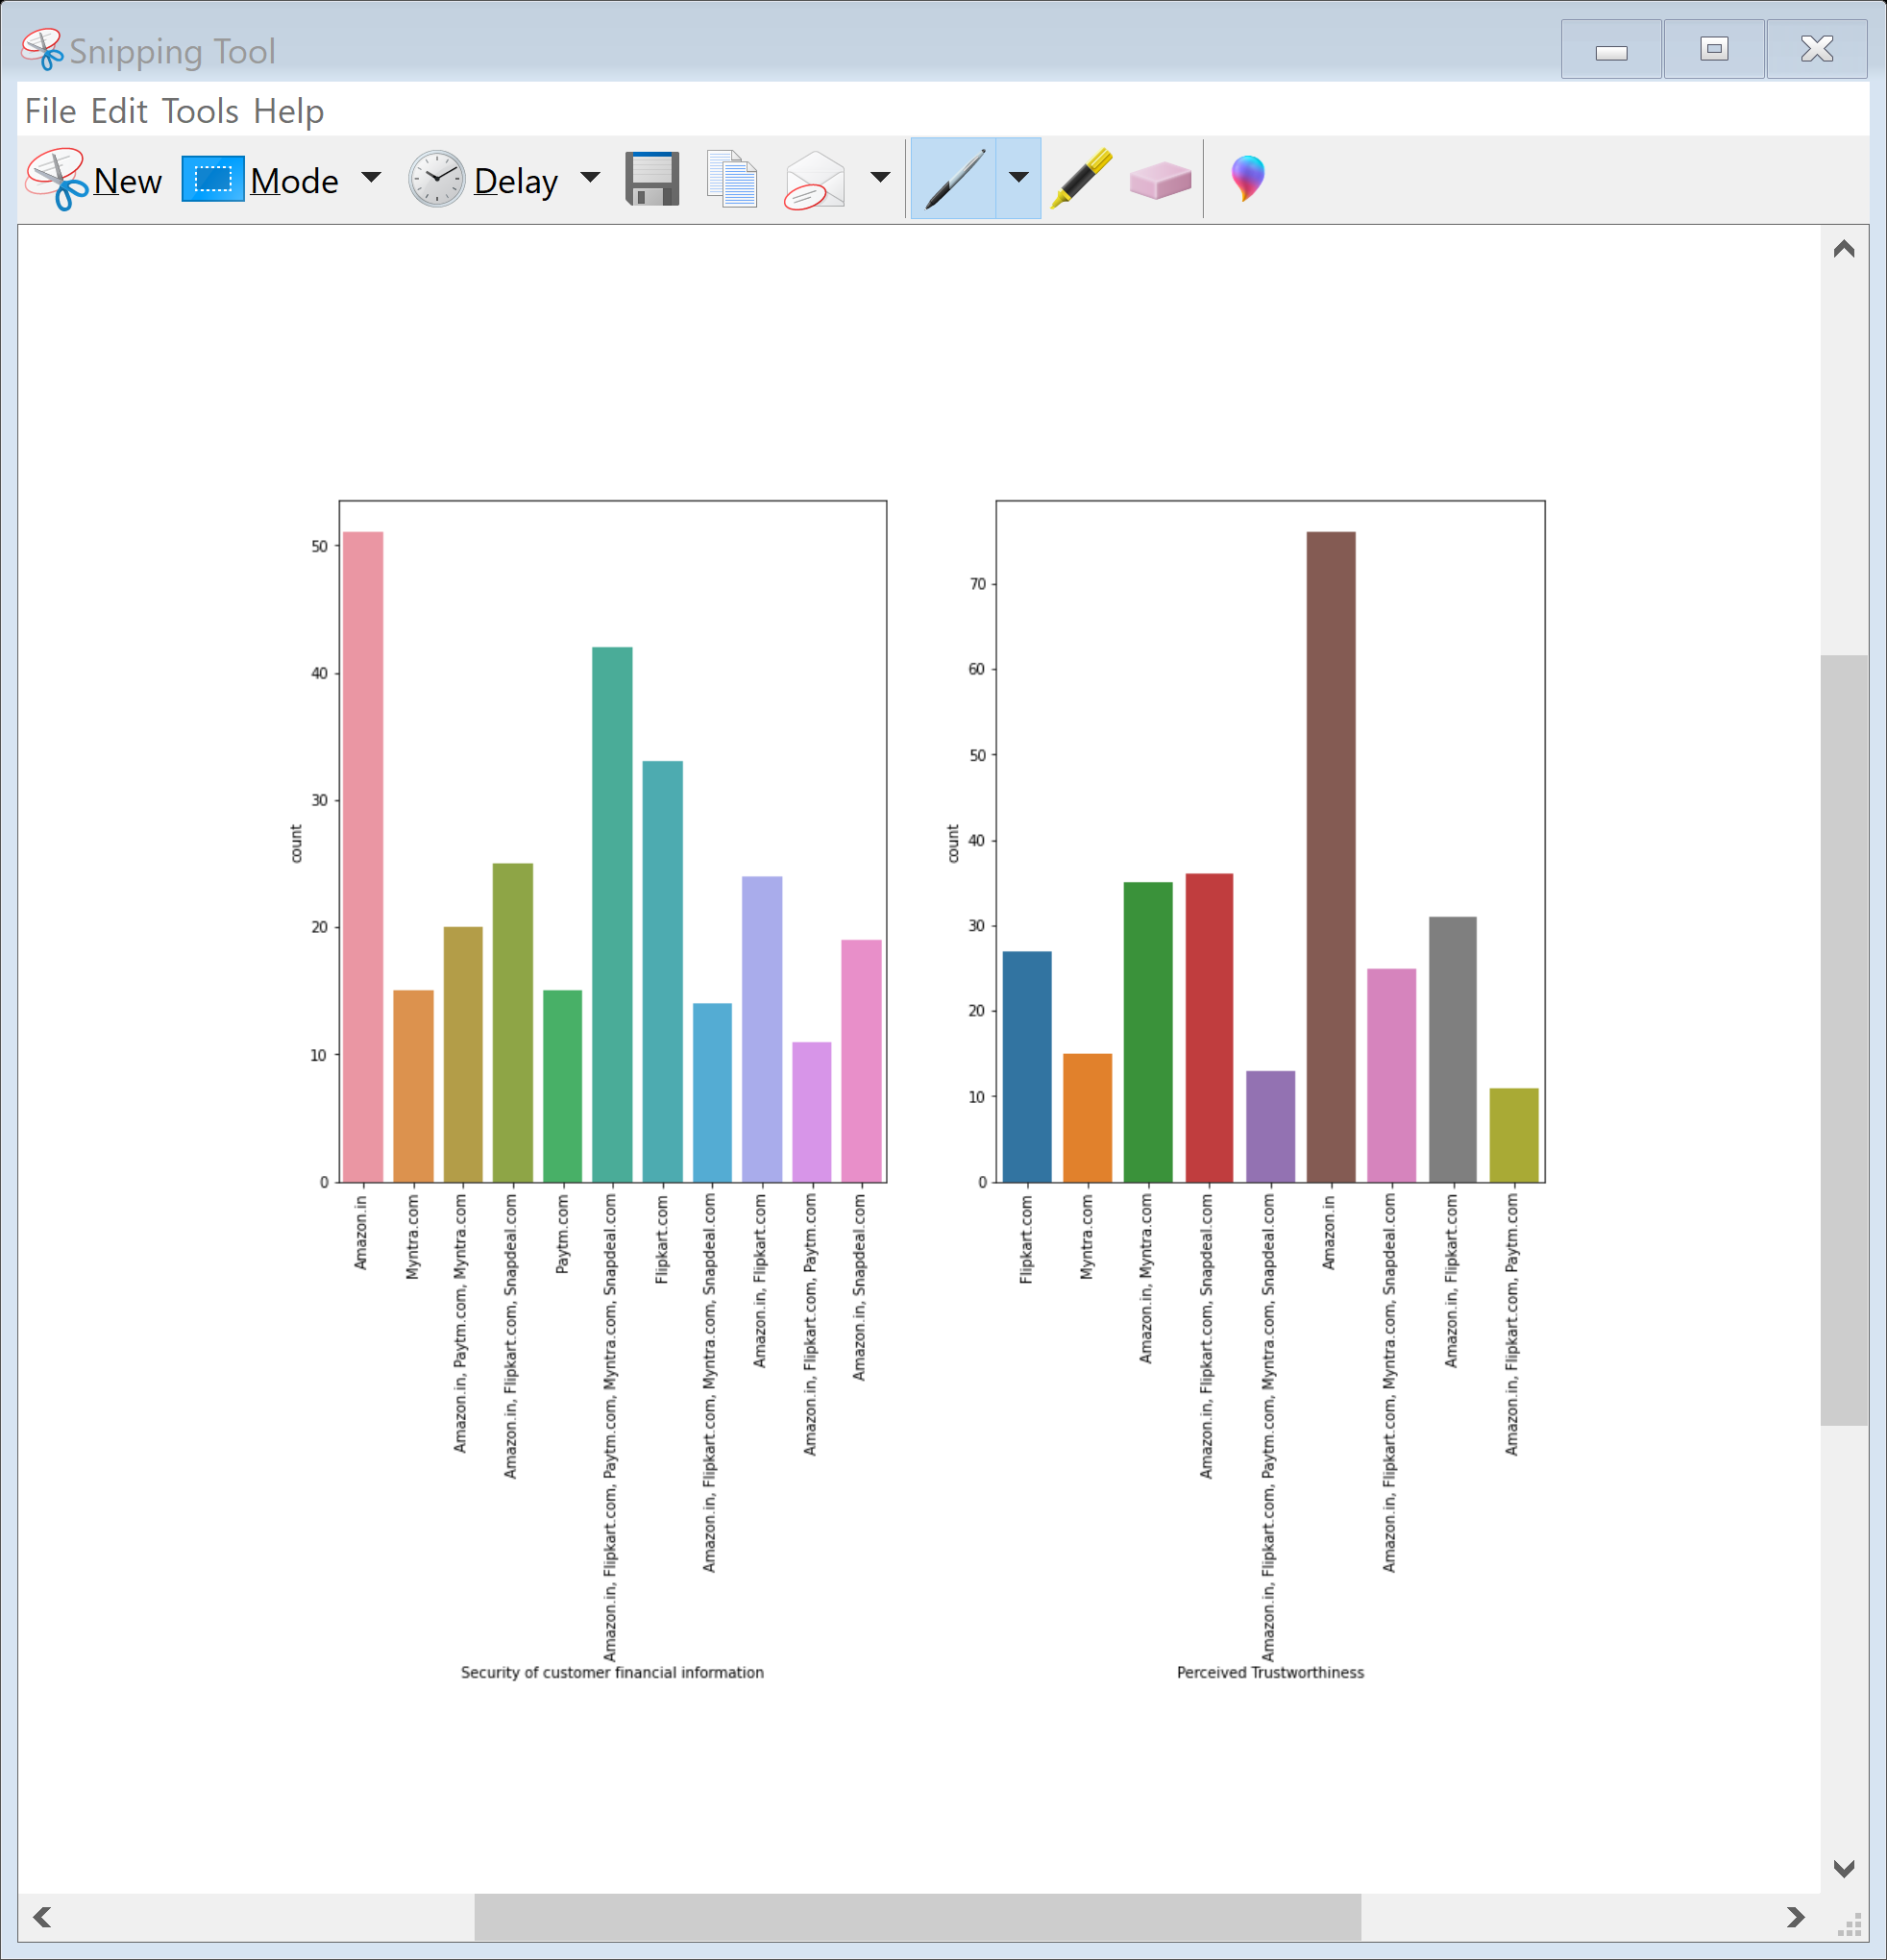 Snipping Tool
File Edit Tools Help
New Mode Delay
50
40
30
20
10
0
count
Amazon.in
Myntra.com
Amazon.in, Paytm.com, Myntra.com
Amazon.in, Flipkart.com, Snapdeal.com
Paytm.com
Amazon.in, Flipkart.com, Paytm.com, Myntra.com, Snapdeal.com
Flipkart.com
Amazon.in, Flipkart.com, Myntra.com, Snapdeal.com
Amazon.in, Flipkart.com
Amazon.in, Flipkart.com, Paytm.com
Amazon.in, Snapdeal.com
Security of customer financial information
70
60
50
40
30
20
10
0
count
Flipkart.com
Myntra.com
Amazon.in, Myntra.com
Amazon.in, Flipkart.com, Snapdeal.com
Amazon.in, Flipkart.com, Paytm.com, Myntra.com, Snapdeal.com
Amazon.in
Amazon.in, Flipkart.com, Myntra.com, Snapdeal.com
Amazon.in, Flipkart.com
Amazon.in, Flipkart.com, Paytm.com
Perceived Trustworthiness